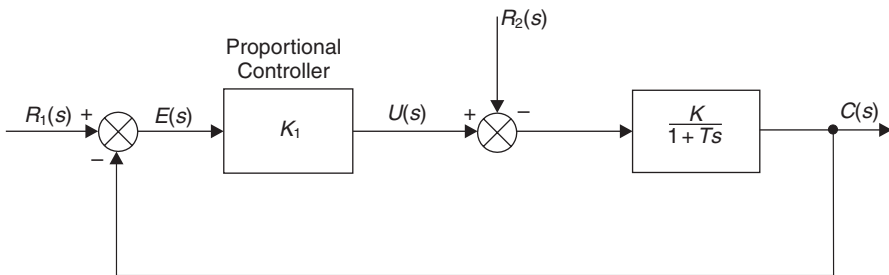 R₂(s)
Proportional
Controller
R₁(s) + E(s) K₁ U(s) + − K C(s)
1 + Ts
−